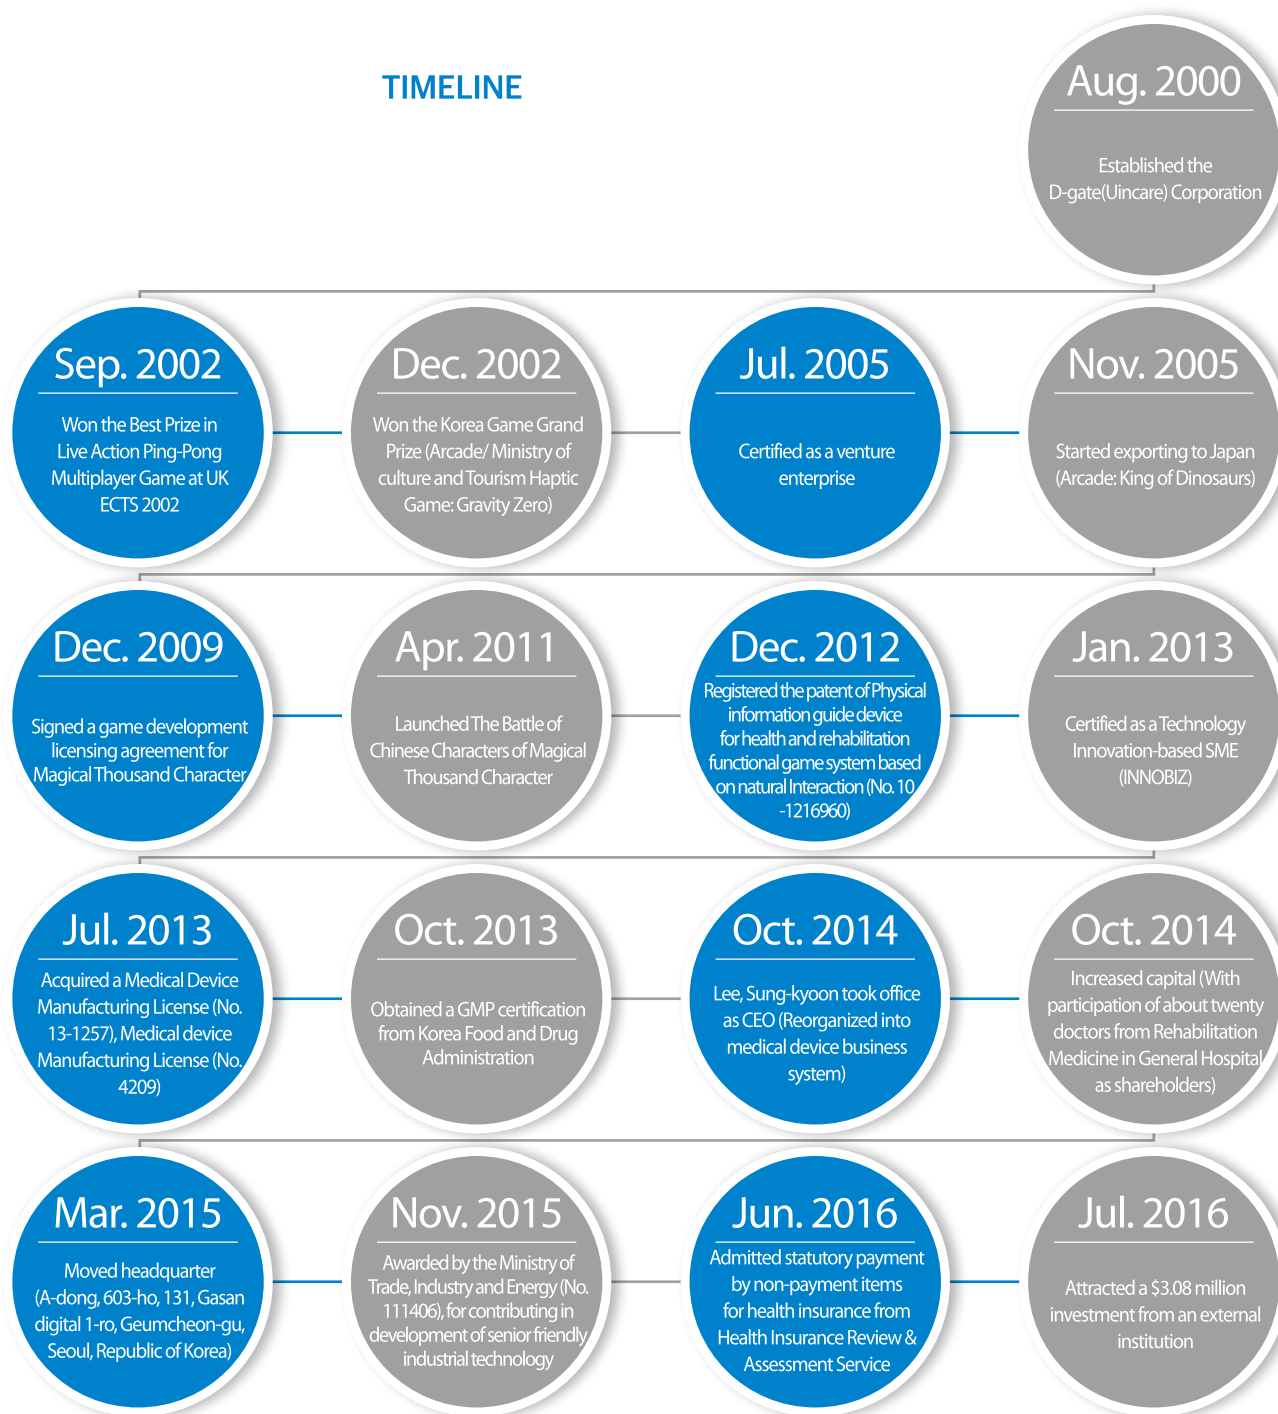 TIMELINE
Aug. 2000
Established the
D-gate(Uincare) Corporation
Sep. 2002
Won the Best Prize in
Live Action Ping-Pong
Multiplayer Game at UK
ECTS 2002
Dec. 2002
Won the Korea Game Grand
Prize (Arcade/ Ministry of
culture and Tourism Haptic
Game: Gravity Zero)
Jul. 2005
Certified as a venture
enterprise
Nov. 2005
Started exporting to Japan
(Arcade: King of Dinosaurs)
Dec. 2009
Signed a game development
licensing agreement for
Magical Thousand Character
Apr. 2011
Launched The Battle of
Chinese Characters of Magical
Thousand Character
Dec. 2012
Registered the patent of Physical
information guide device
for health and rehabilitation
functional game system based
on natural Interaction (No. 10
-1216960)
Jan. 2013
Certified as a Technology
Innovation-based SME
(INNOBIZ)
Jul. 2013
Acquired a Medical Device
Manufacturing License (No.
13-1257), Medical device
Manufacturing License (No.
4209)
Oct. 2013
Obtained a GMP certification
from Korea Food and Drug
Administration
Oct. 2014
Lee, Sung-kyoon took office
as CEO (Reorganized into
medical device business
system)
Oct. 2014
Increased capital (With
participation of about twenty
doctors from Rehabilitation
Medicine in General Hospital
as shareholders)
Mar. 2015
Moved headquarter
(A-dong, 603-ho, 131, Gasan
digital 1-ro, Geumcheon-gu,
Seoul, Republic of Korea)
Nov. 2015
Awarded by the Ministry of
Trade, Industry and Energy (No.
111406), for contributing in
development of senior friendly
industrial technology
Jun. 2016
Admitted statutory payment
by non-payment items
for health insurance from
Health Insurance Review &
Assessment Service
Jul. 2016
Attracted a $3.08 million
investment from an external
institution